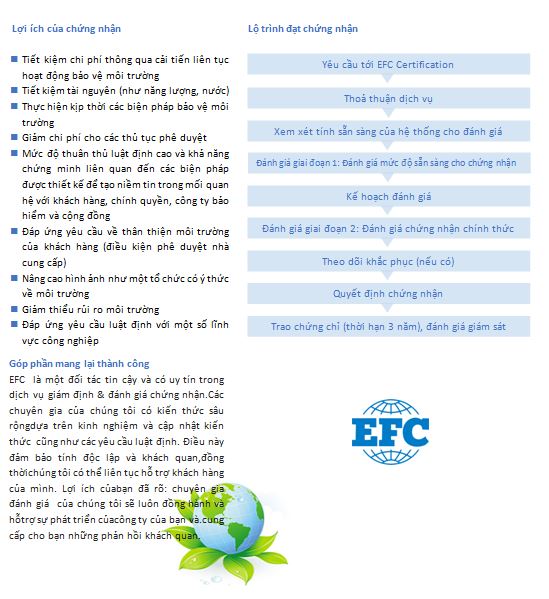 Lợi ích của chứng nhận
Tiết kiệm chi phí thông qua cải tiến liên tục
hoạt động bảo vệ môi trường
Tiết kiệm tài nguyên (như năng lượng, nước)
Thực hiện kịp thời các biện pháp bảo vệ môi
trường
Giảm chi phí cho các thủ tục phê duyệt
Mức độ thuân thủ luật định cao và khả năng
chứng minh liên quan đến các biện pháp
được thiết kế để tạo niềm tin trong mối quan
hệ với khách hàng, chính quyền, công ty bảo
hiểm và cộng đồng
Đáp ứng yêu cầu về thân thiện môi trường
của khách hàng (điều kiện phê duyệt nhà
cung cấp)
Nâng cao hình ảnh như một tổ chức có ý thức
về môi trường
Giảm thiểu rủi ro môi trường
Đáp ứng yêu cầu luật định với một số lĩnh
vực công nghiệp
Góp phần mang lại thành công
EFC là một đối tác tin cậy và có uy tín trong
dịch vụ giám định & đánh giá chứng nhận.Các
chuyên gia của chúng tôi có kiến thức sâu
rộngdựa trên kinh nghiệm và cập nhật kiến
thức cũng như các yêu cầu luật định. Điều này
đảm bảo tính độc lập và khách quan,đồng
thờichúng tôi có thể liên tục hỗ trợ khách hàng
của mình. Lợi ích củabạn đã rõ: chuyên gia
đánh giá của chúng tôi sẽ luôn đồng hành và
hỗtrợ sự phát triển củacông ty của bạn và cung
cấp cho bạn những phản hồi khách quan.
Lộ trình đạt chứng nhận
Yêu cầu tới EFC Certification
Thoả thuận dịch vụ
Xem xét tính sẵn sàng của hệ thống cho đánh giá
Đánh giá giai đoạn 1: Đánh giá mức độ sẵn sàng cho chứng nhận
Kế hoạch đánh giá
Đánh giá giai đoạn 2: Đánh giá chứng nhận chính thức
Theo dõi khắc phục (nếu có)
Quyết định chứng nhận
Trao chứng chỉ (thời hạn 3 năm), đánh giá giám sát
EFC